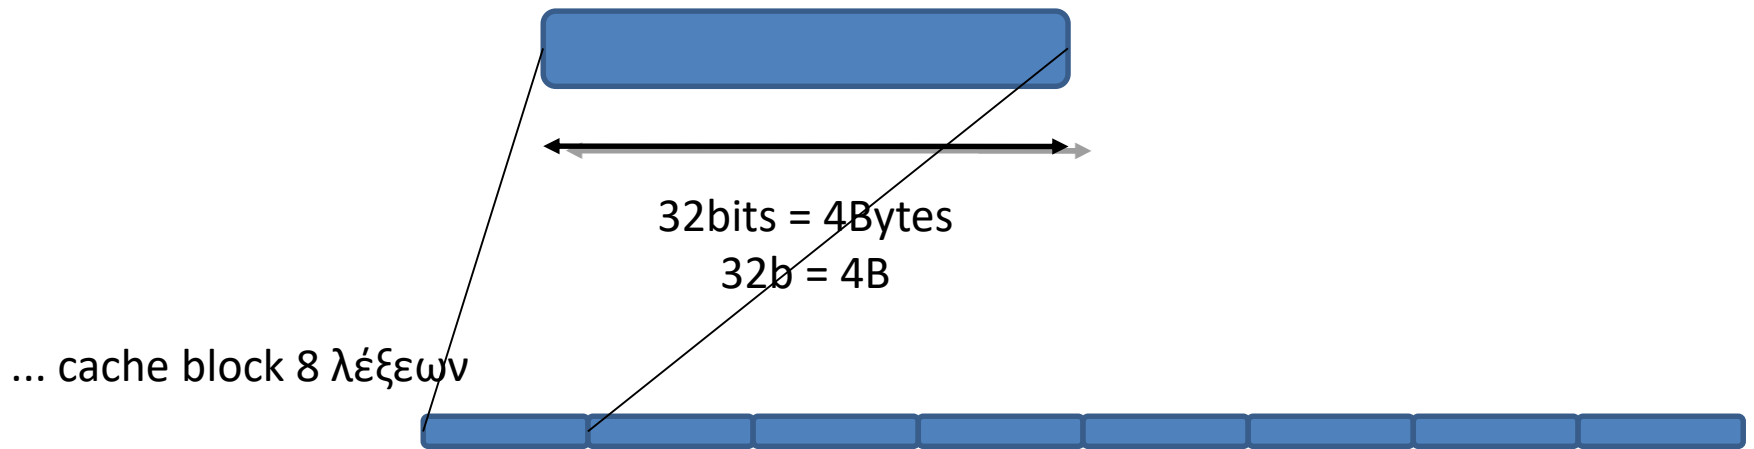 32bits = 4Bytes
32b = 4B
... cache block 8 λέξεων